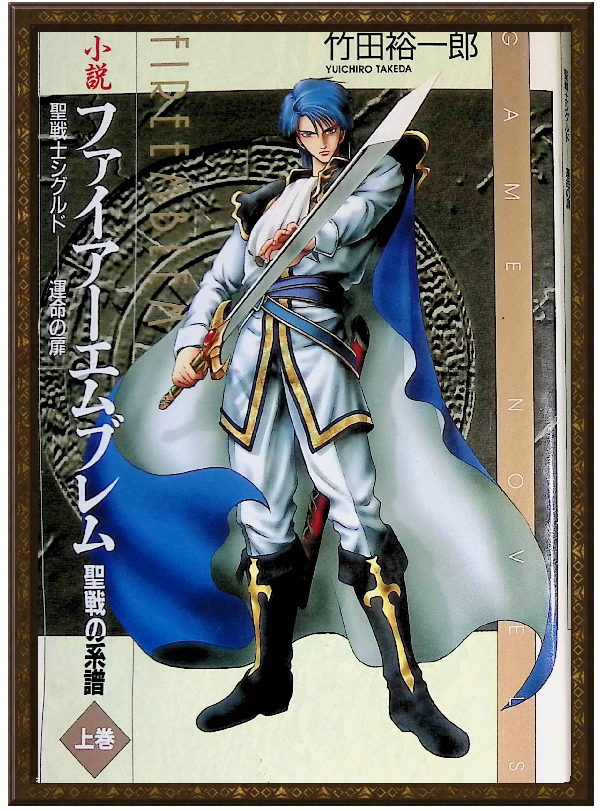 竹田裕一郎
YUICHIRO TAKEDA
小説
ファイアーエムブレム
聖戦の系譜
聖戦士シグルド——運命の扉
上巻
FIRE EMBLEM
GAME NOVELS